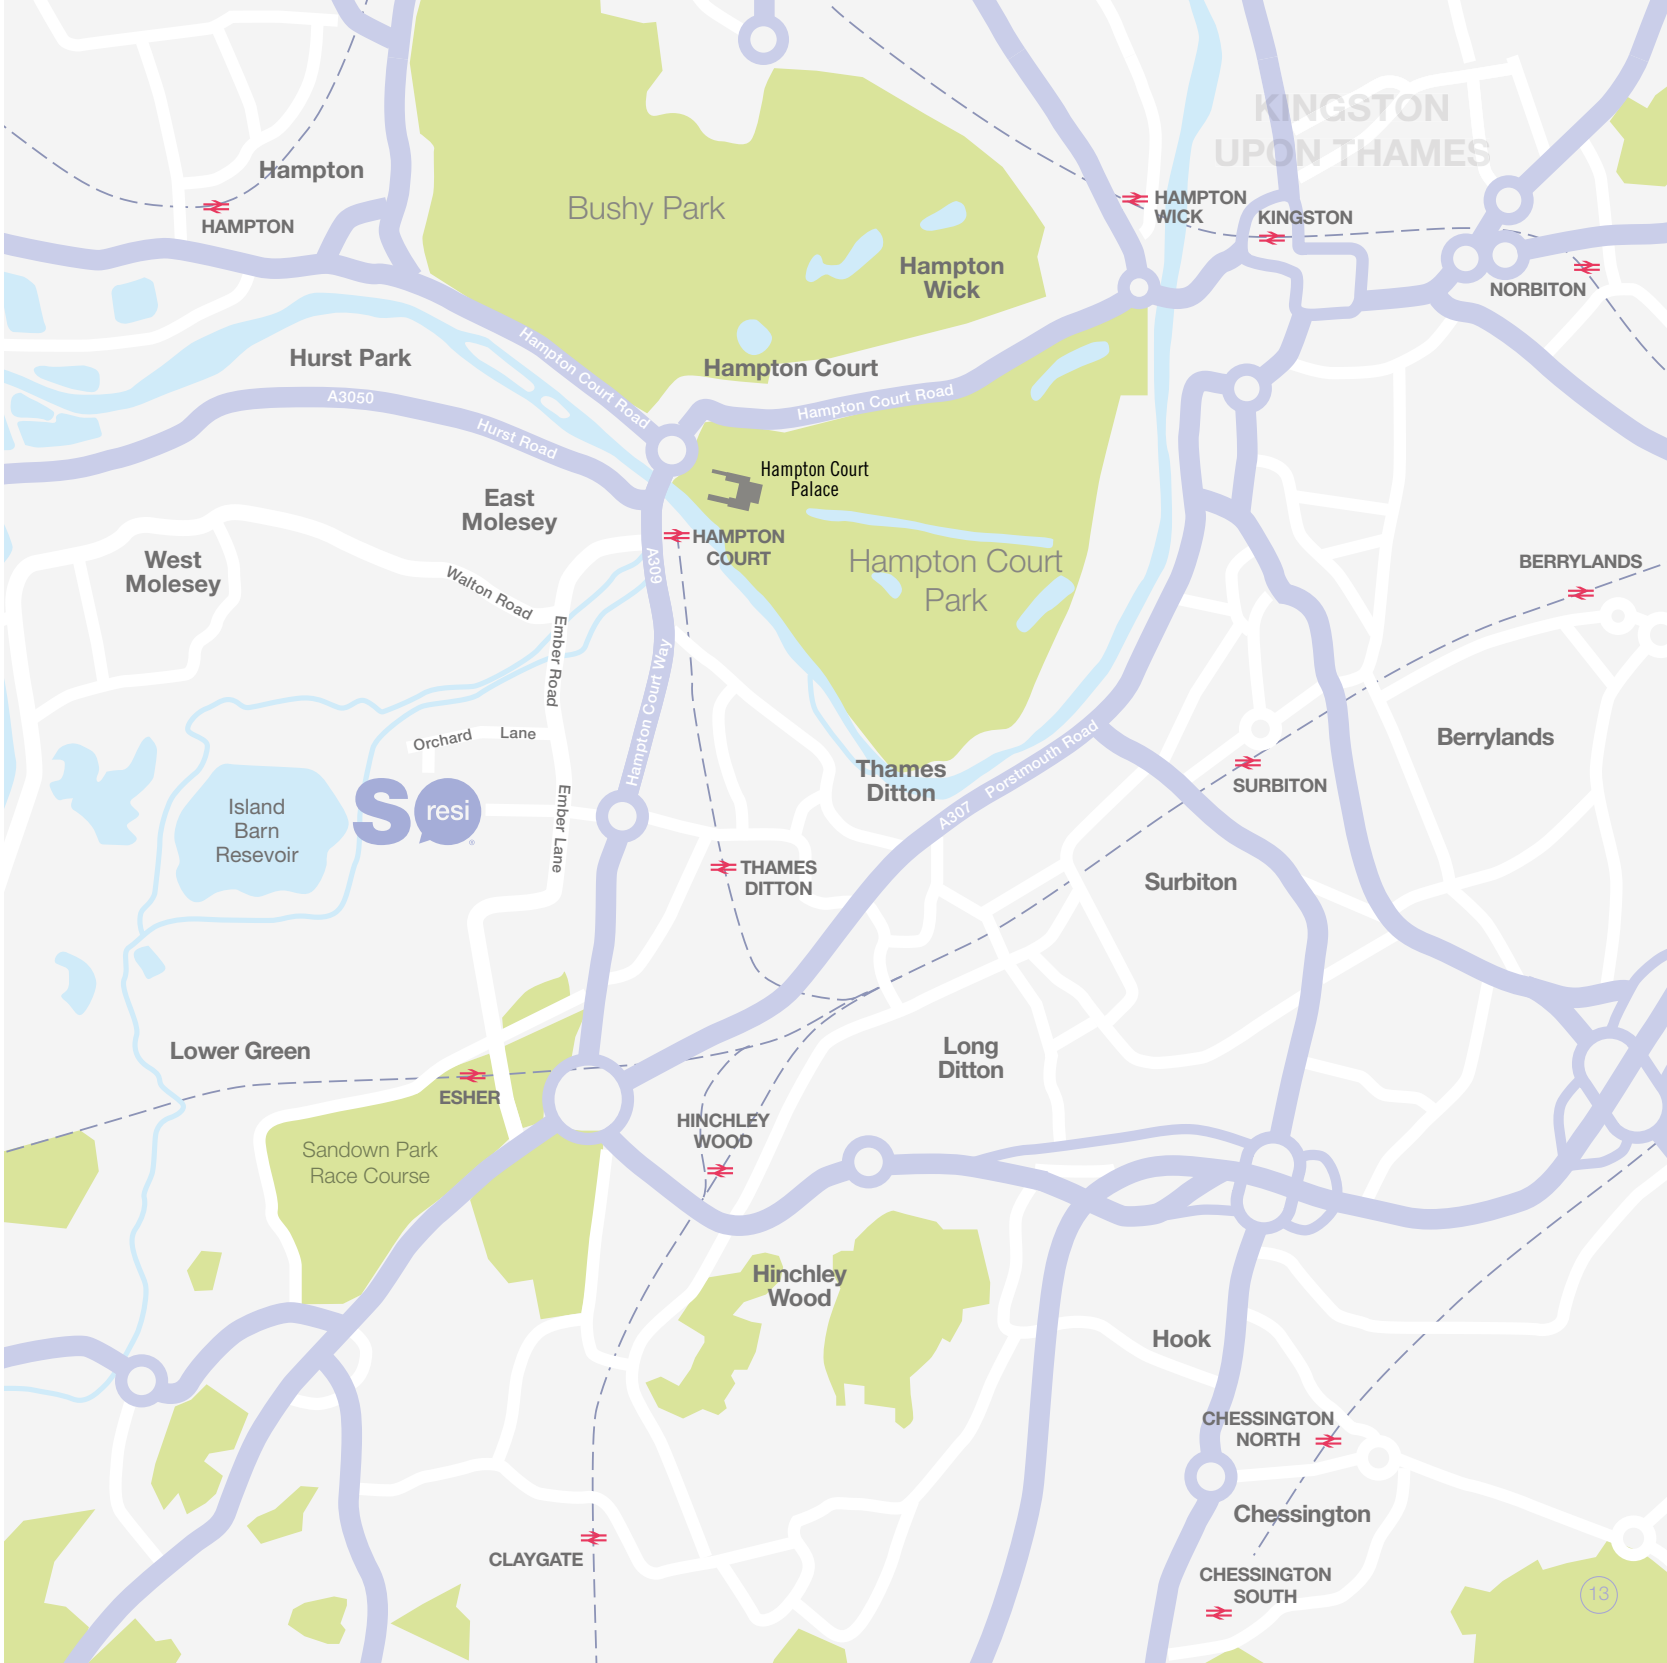 KINGSTON
UPON THAMES
Hampton
HAMPTON
Bushy Park
HAMPTON
WICK
KINGSTON
NORBITON
Hampton
Wick
Hurst Park
Hampton Court Road
Hampton Court
Hampton Court Road
A3050
Hurst Road
Hampton Court
Palace
East
Molesey
West
Molesey
HAMPTON
COURT
A309
Hampton Court
Park
BERRYLANDS
Walton Road
Ember Road
Hampton Court Way
Orchard Lane
Berrylands
Thames
Ditton
A307 Porstmouth Road
SURBITON
Island
Barn
Resevoir
S resi
®
Ember Lane
THAMES
DITTON
Surbiton
Lower Green
Long
Ditton
ESHER
HINCHLEY
WOOD
Sandown Park
Race Course
Hinchley
Wood
Hook
CHESSINGTON
NORTH
Chessington
CLAYGATE
CHESSINGTON
SOUTH
13